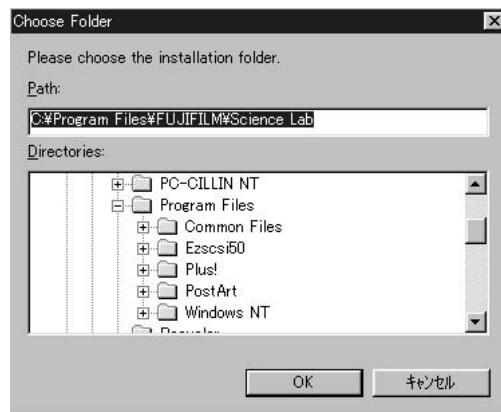 Choose Folder
Please choose the installation folder.
Path:
C:¥Program Files¥FUJIFILM¥Science Lab
Directories:
PC-CILLIN NT
Program Files
Common Files
Ezscsi50
Plus!
PostArt
Windows NT
OK
キャンセル